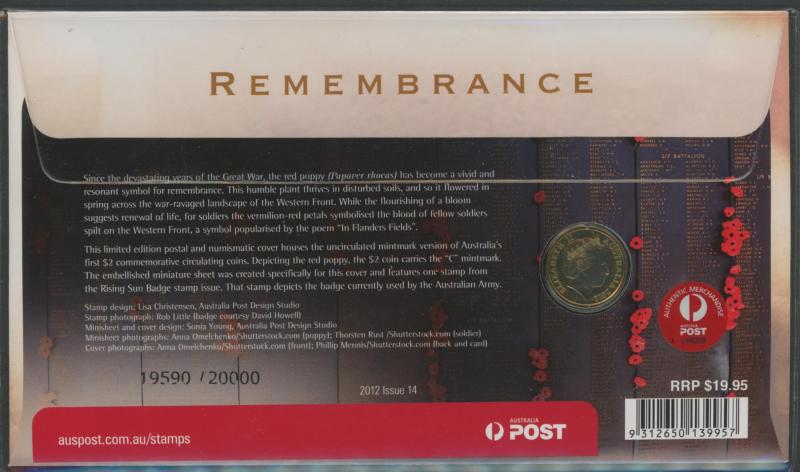 REMEMBRANCE
Since the devastating years of the Great War, the red poppy (Papaver rhoeas) has become a vivid and
resonant symbol for remembrance. This humble plant thrives in disturbed soils, and so it flowered in
spring across the war-ravaged landscape of the Western Front. While the flourishing of a bloom
suggests renewal of life, for soldiers the vermilion-red petals symbolised the blood of fellow soldiers
spilt on the Western Front, a symbol popularised by the poem “In Flanders Fields”.
This limited edition postal and numismatic cover houses the uncirculated mintmark version of Australia’s
first $2 commemorative circulating coins. Depicting the red poppy, the $2 coin carries the “C” mintmark.
The embellished miniature sheet was created specifically for this cover and features one stamp from
the Rising Sun Badge stamp issue. That stamp depicts the badge currently used by the Australian Army.
Stamp design: Lisa Christensen, Australia Post Design Studio
Stamp photograph: Rob Little (badge courtesy David Howell)
Minisheet and cover design: Sonia Young, Australia Post Design Studio
Minisheet photographs: Anna Omelchenko/Shutterstock.com (poppy); Thorsten Rust /Shutterstock.com (soldier)
Cover photographs: Anna Omelchenko/Shutterstock.com (front); Phillip Mennis/Shutterstock.com (back and card)
19590 / 20000
2012 Issue 14
2/7 BATTALION
ELIZABETH II AUSTRALIA 2012
AUTHENTIC MERCHANDISE
AUSTRALIA
POST
RRP $19.95
9 312650 139957
auspost.com.au/stamps
AUSTRALIA
POST